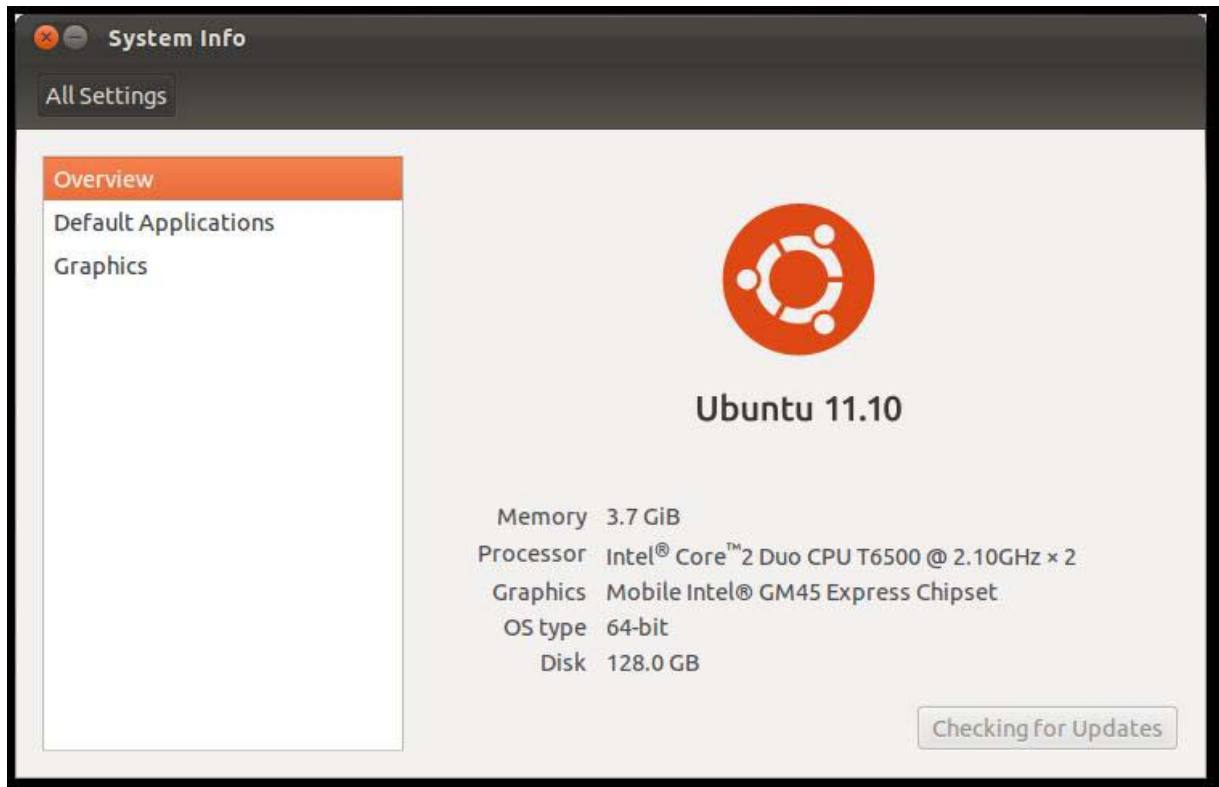 System Info
All Settings
Overview
Default Applications
Graphics
Ubuntu 11.10
Memory 3.7 GiB
Processor Intel® Core™2 Duo CPU T6500 @ 2.10GHz × 2
Graphics Mobile Intel® GM45 Express Chipset
OS type 64-bit
Disk 128.0 GB
Checking for Updates